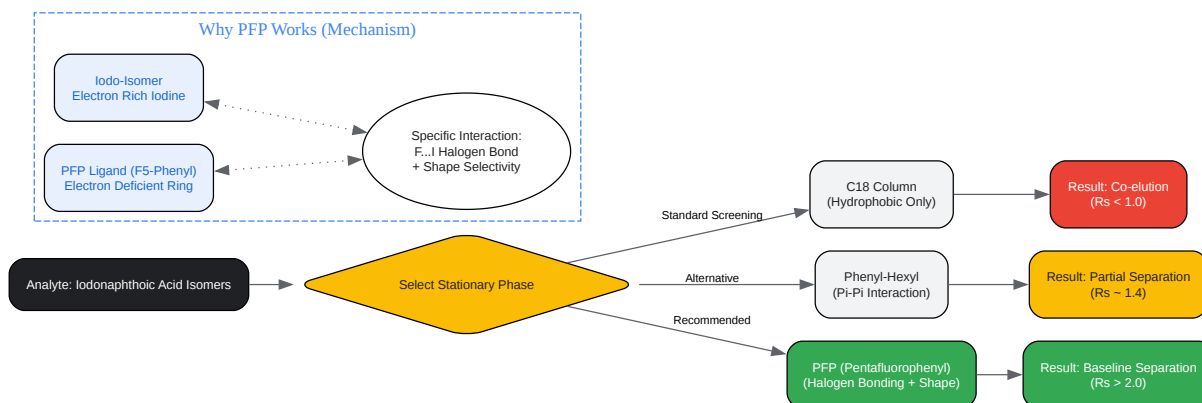 Why PFP Works (Mechanism)
Iodo-Isomer
Electron Rich Iodine
PFP Ligand (F5-Phenyl)
Electron Deficient Ring
Specific Interaction:
F...I Halogen Bond
+ Shape Selectivity
Analyte: Iodonaphthoic Acid Isomers
Select Stationary Phase
Standard Screening
C18 Column
(Hydrophobic Only)
Result: Co-elution
(Rs < 1.0)
Alternative
Phenyl-Hexyl
(Pi-Pi Interaction)
Result: Partial Separation
(Rs ~ 1.4)
Recommended
PFP (Pentafluorophenyl)
(Halogen Bonding + Shape)
Result: Baseline Separation
(Rs > 2.0)